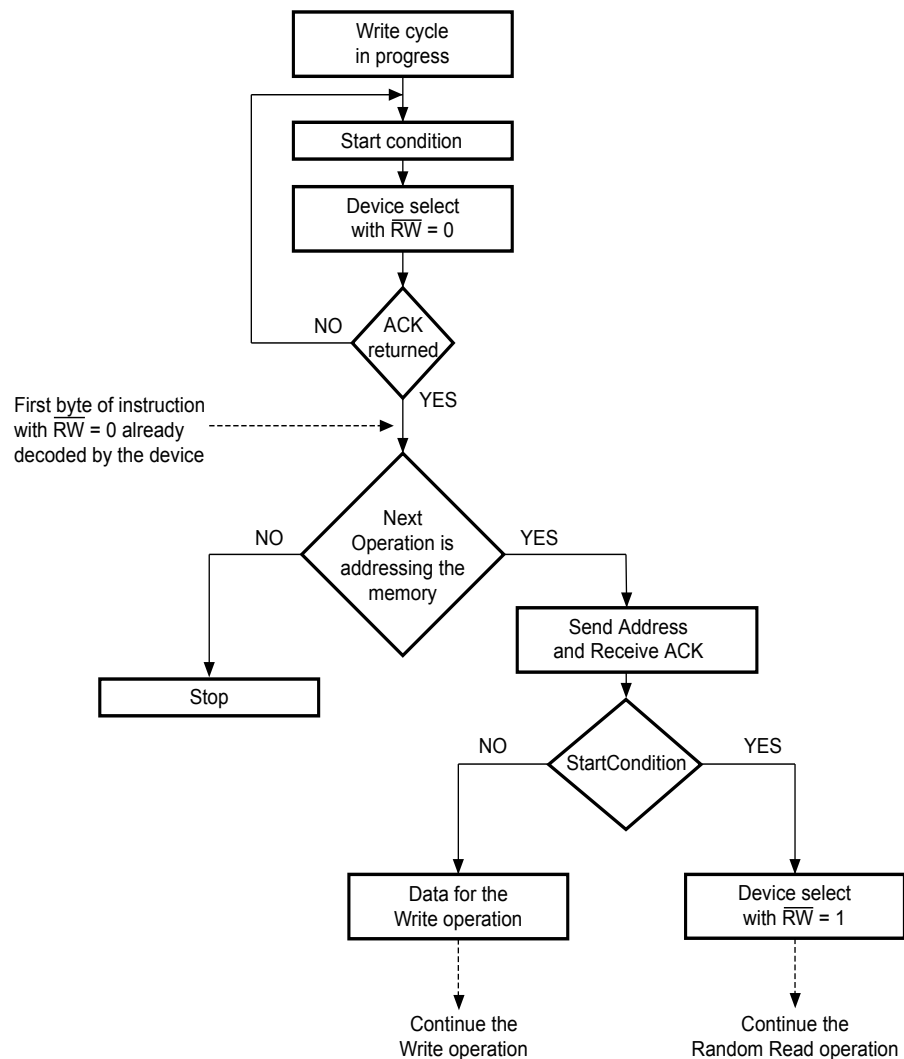 Write cycle
in progress
Start condition
Device select
with R̅W̅ = 0
NO
ACK
returned
YES
First byte of instruction
with R̅W̅ = 0 already
decoded by the device
NO
Next
Operation is
addressing the
memory
YES
Send Address
and Receive ACK
Stop
NO
StartCondition
YES
Data for the
Write operation
Device select
with R̅W̅ = 1
Continue the
Write operation
Continue the
Random Read operation